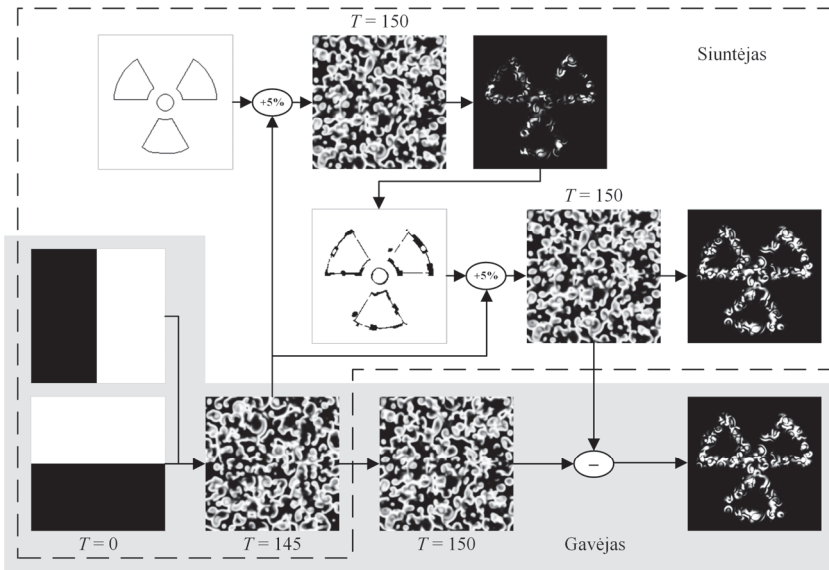 T = 150
Siuntėjas
+5%
T = 150
+5%
–
T = 0
T = 145
T = 150
Gavėjas